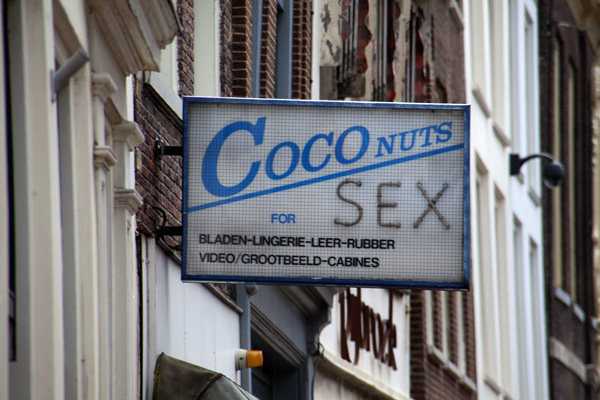 COCO NUTS
FOR SEX
BLADEN-LINGERIE-LEER-RUBBER
VIDEO/GROOTBEELD-CABINES